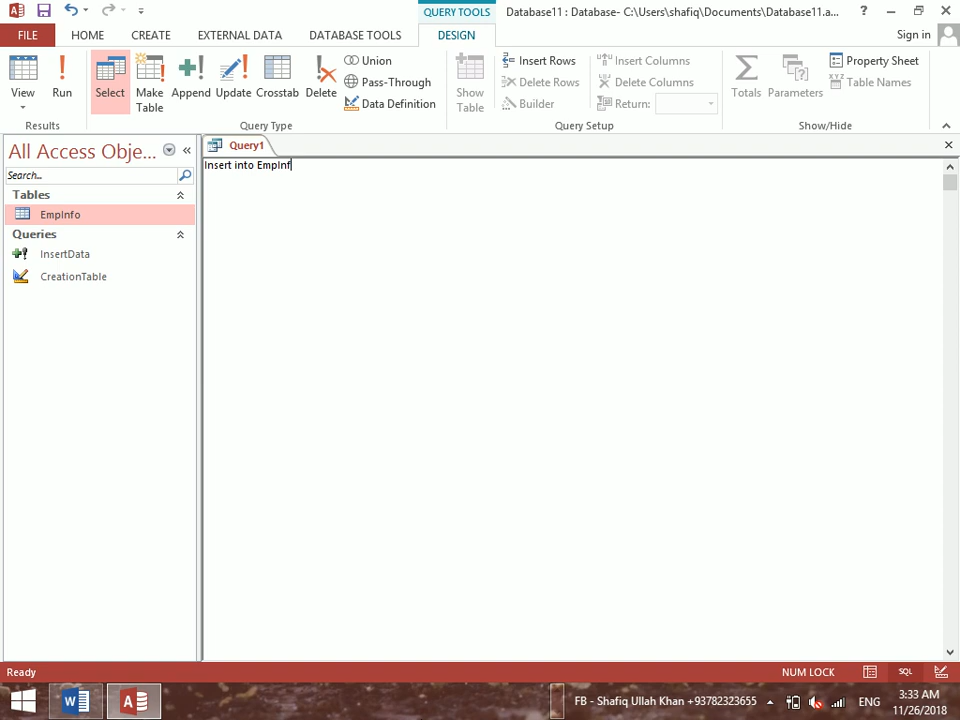 QUERY TOOLS
Database11 : Database- C:\Users\shafiq\Documents\Database11.a...
?
FILE
HOME
CREATE
EXTERNAL DATA
DATABASE TOOLS
DESIGN
Sign in
View
Run
Select
Make
Table
Append
Update
Crosstab
Delete
Union
Pass-Through
Data Definition
Show
Table
Insert Rows
Delete Rows
Builder
Insert Columns
Delete Columns
Return:
Totals
Parameters
Property Sheet
Table Names
Results
Query Type
Query Setup
Show/Hide
All Access Obje...
Search...
Tables
EmpInfo
Queries
InsertData
CreationTable
Query1
Insert into EmpInf
Ready
NUM LOCK
SQL
FB - Shafiq Ullah Khan +93782323655
ENG
3:33 AM
11/26/2018